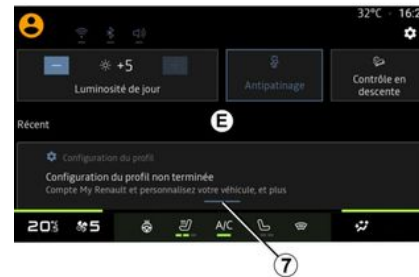 32°C 16:2
+5
Luminosité de jour
Antipatinage
Contrôle en
descente
Récent
E
Configuration du profil
Configuration du profil non terminée
Compte My Renault et personnalisez votre véhicule, et plus
5
A/C
7